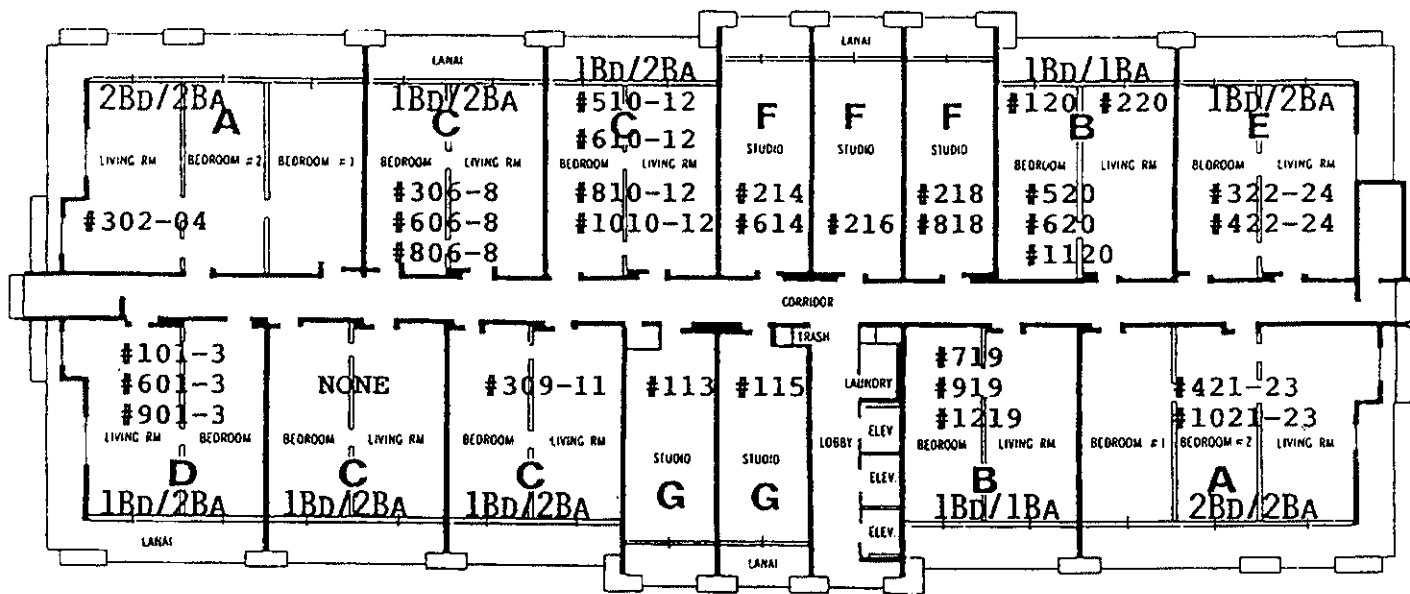 LANAI
2BD/2BA
A
LIVING RM
BEDROOM #2
BEDROOM #1
#302-04
LANAI
1BD/2BA
C
BEDROOM
LIVING RM
#306-8
#606-8
#806-8
1BD/2BA
#510-12
C
#610-12
BEDROOM
LIVING RM
#810-12
#1010-12
F
STUDIO
#214
#614
F
STUDIO
#216
F
STUDIO
#218
#818
1BD/1BA
#120 #220
B
BEDROOM
LIVING RM
#520
#620
#1120
1BD/2BA
E
BEDROOM
LIVING RM
#322-24
#422-24
CORRIDOR
#101-3
#601-3
#901-3
LIVING RM
BEDROOM
D
1BD/2BA
LANAI
NONE
BEDROOM
LIVING RM
C
1BD/2BA
#309-11
BEDROOM
LIVING RM
C
1BD/2BA
#113
STUDIO
G
#115
STUDIO
G
LANAI
TRASH
LAUNDRY
LOBBY
ELEV
ELEV.
ELEV.
#719
#919
#1219
BEDROOM
LIVING RM
B
1BD/1BA
#421-23
#1021-23
BEDROOM #1
BEDROOM #2
LIVING RM
A
2BD/2BA